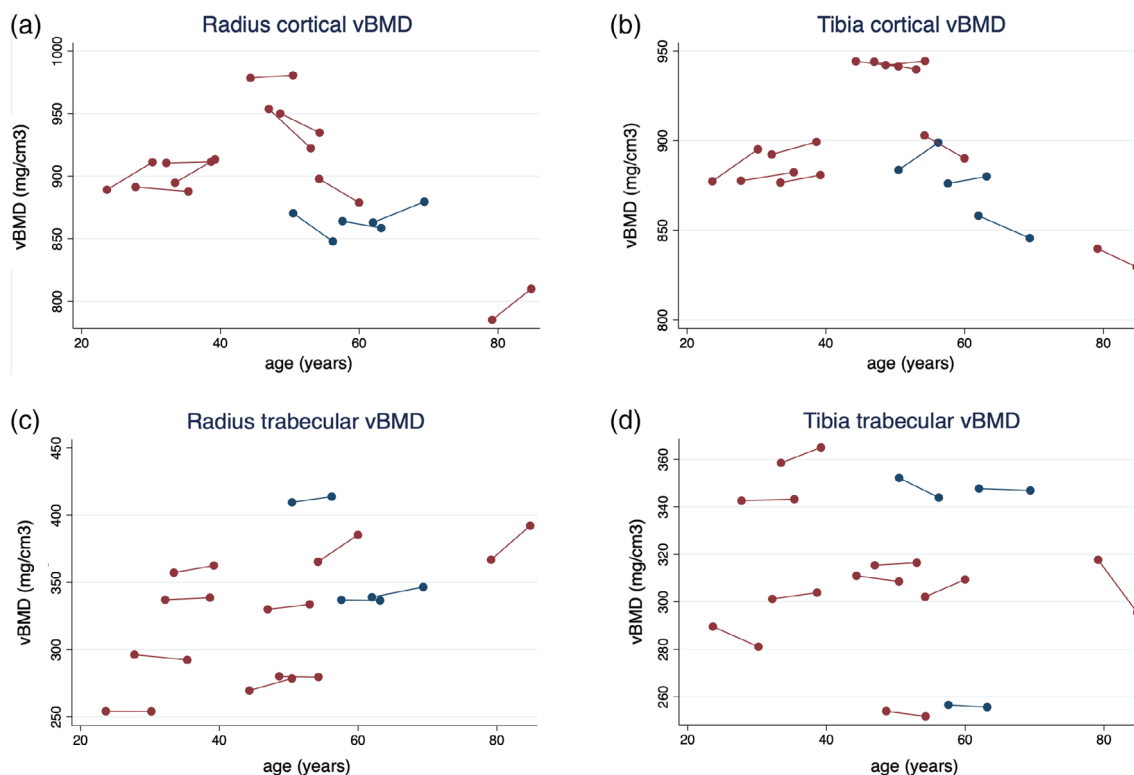 (a)
Radius cortical vBMD
vBMD (mg/cm3)
1000
950
900
850
800
20 40 60 80
age (years)
(b)
Tibia cortical vBMD
vBMD (mg/cm3)
950
900
850
800
20 40 60 80
age (years)
(c)
Radius trabecular vBMD
vBMD (mg/cm3)
450
400
350
300
250
20 40 60 80
age (years)
(d)
Tibia trabecular vBMD
vBMD (mg/cm3)
360
340
320
300
280
260
20 40 60 80
age (years)